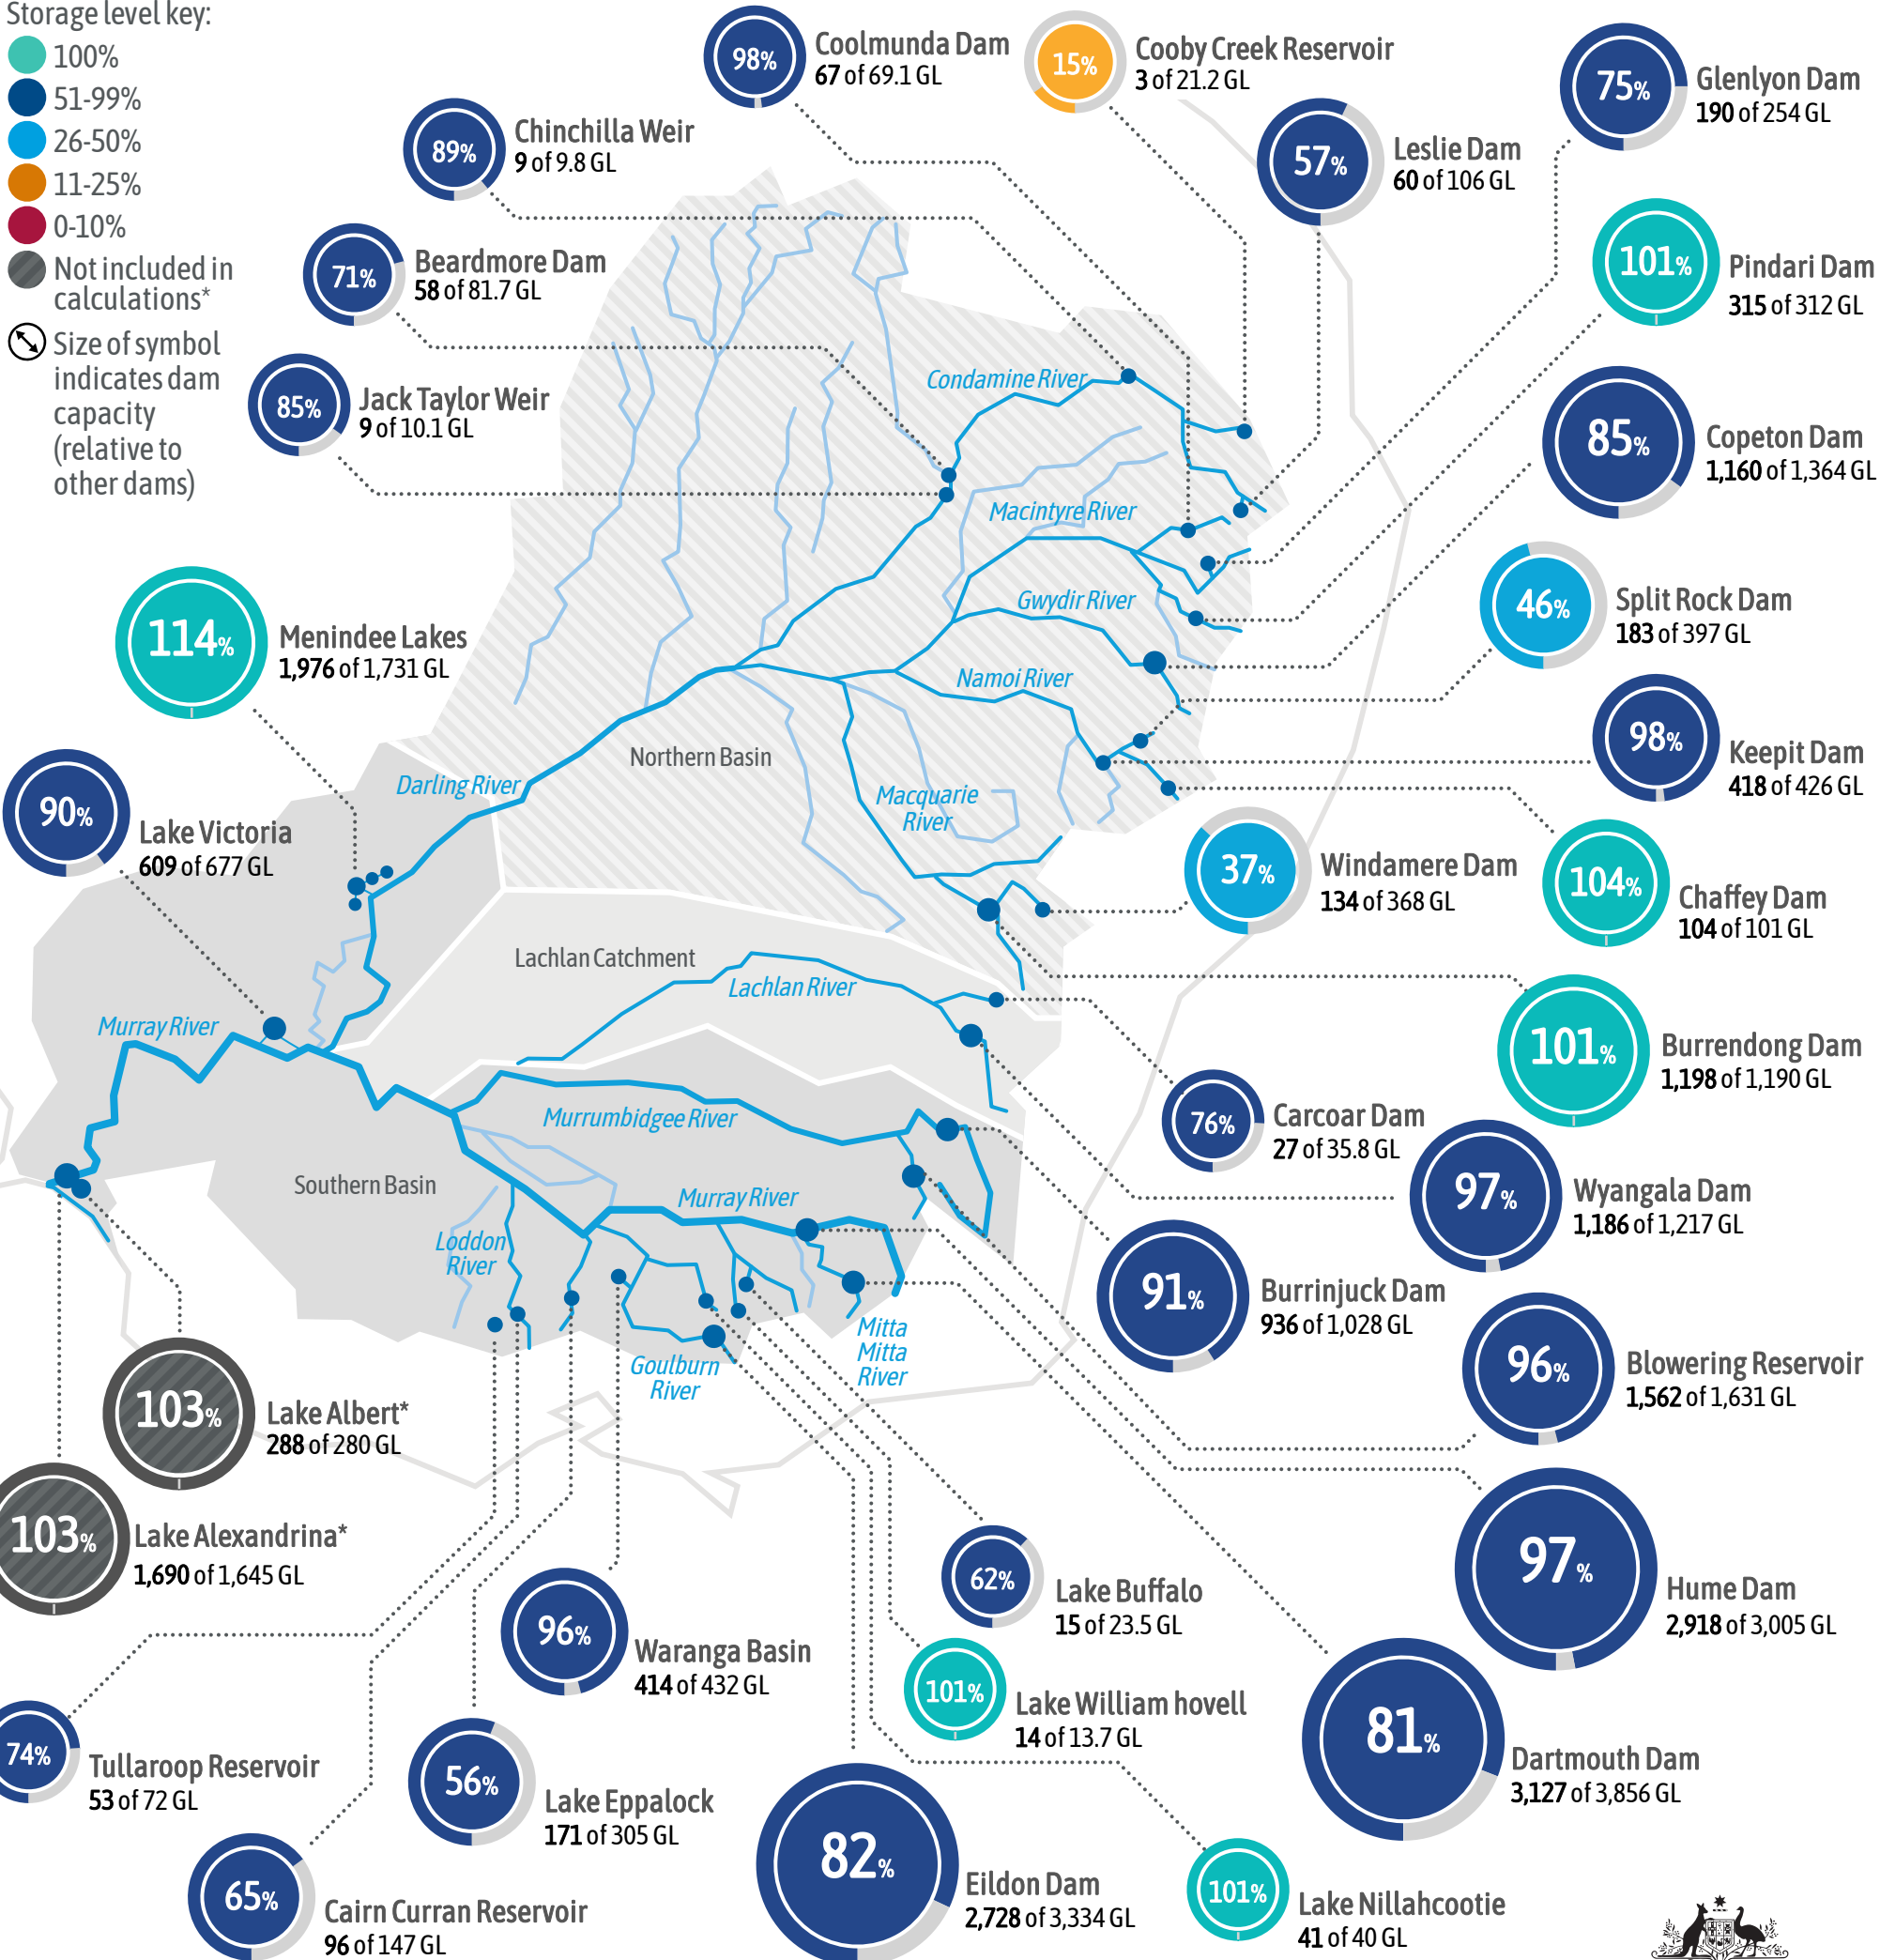 Storage level key:
100%
51-99%
26-50%
11-25%
0-10%
Not included in
calculations*
Size of symbol
indicates dam
capacity
(relative to
other dams)
98%
Coolmunda Dam
67 of 69.1 GL
15%
Cooby Creek Reservoir
3 of 21.2 GL
75%
Glenlyon Dam
190 of 254 GL
89%
Chinchilla Weir
9 of 9.8 GL
57%
Leslie Dam
60 of 106 GL
71%
Beardmore Dam
58 of 81.7 GL
101%
Pindari Dam
315 of 312 GL
85%
Jack Taylor Weir
9 of 10.1 GL
85%
Copeton Dam
1,160 of 1,364 GL
Condamine River
Macintyre River
Gwydir River
Namoi River
Macquarie
River
Northern Basin
Darling River
46%
Split Rock Dam
183 of 397 GL
114%
Menindee Lakes
1,976 of 1,731 GL
98%
Keepit Dam
418 of 426 GL
90%
Lake Victoria
609 of 677 GL
37%
Windamere Dam
134 of 368 GL
104%
Chaffey Dam
104 of 101 GL
Lachlan Catchment
Lachlan River
Murray River
101%
Burrendong Dam
1,198 of 1,190 GL
76%
Carcoar Dam
27 of 35.8 GL
Murrumbidgee River
Southern Basin
Murray River
97%
Wyangala Dam
1,186 of 1,217 GL
Loddon
River
91%
Burrinjuck Dam
936 of 1,028 GL
Goulburn
River
Mitta
Mitta
River
96%
Blowering Reservoir
1,562 of 1,631 GL
103%
Lake Albert*
288 of 280 GL
103%
Lake Alexandrina*
1,690 of 1,645 GL
97%
Hume Dam
2,918 of 3,005 GL
62%
Lake Buffalo
15 of 23.5 GL
96%
Waranga Basin
414 of 432 GL
101%
Lake William hovell
14 of 13.7 GL
81%
Dartmouth Dam
3,127 of 3,856 GL
74%
Tullaroop Reservoir
53 of 72 GL
56%
Lake Eppalock
171 of 305 GL
82%
Eildon Dam
2,728 of 3,334 GL
101%
Lake Nillahcootie
41 of 40 GL
65%
Cairn Curran Reservoir
96 of 147 GL